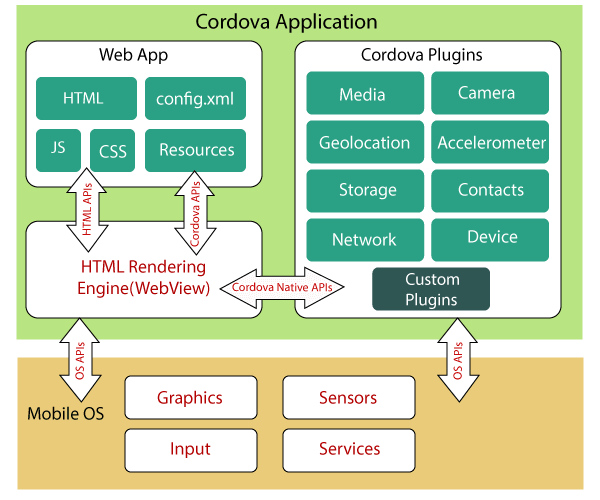 Cordova Application
Web App
HTML
config.xml
JS
CSS
Resources
HTML APIs
Cordova APIs
HTML Rendering
Engine(WebView)
Cordova Native APIs
Cordova Plugins
Media
Camera
Geolocation
Accelerometer
Storage
Contacts
Network
Device
Custom
Plugins
OS APIs
OS APIs
Mobile OS
Graphics
Sensors
Input
Services